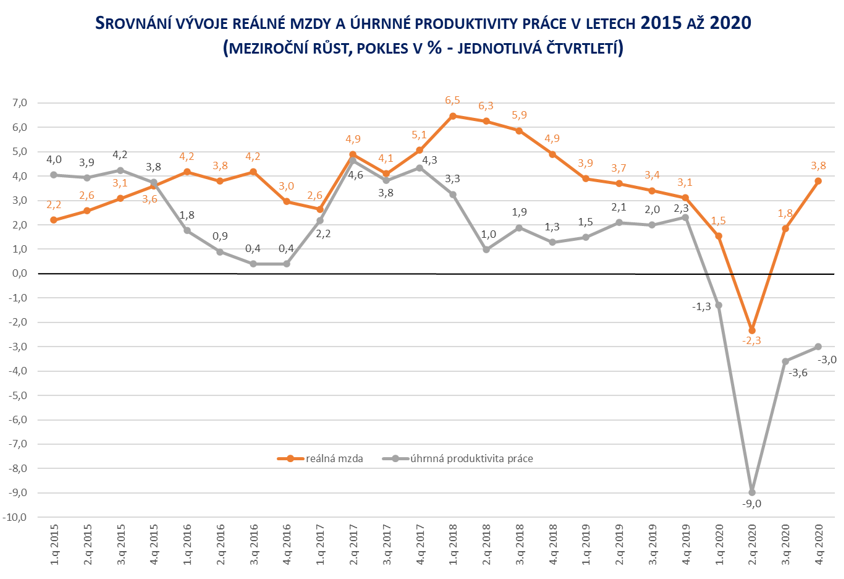 SROVNÁNÍ VÝVOJE REÁLNÉ MZDY A ÚHRNNÉ PRODUKTIVITY PRÁCE V LETECH 2015 AŽ 2020
(MEZIROČNÍ RŮST, POKLES V % - JEDNOTLIVÁ ČTVRTLETÍ)
7,0
6,0
5,0
4,0
3,0
2,0
1,0
0,0
-1,0
-2,0
-3,0
-4,0
-5,0
-6,0
-7,0
-8,0
-9,0
-10,0
2,2
2,6
3,1
3,6
4,2
3,8
4,2
3,0
2,6
4,9
4,1
5,1
6,5
6,3
5,9
4,9
3,9
3,7
3,4
3,1
1,5
-2,3
1,8
3,8
4,0
3,9
4,2
3,8
1,8
0,9
0,4
0,4
2,2
4,6
3,8
4,3
3,3
1,0
1,9
1,3
1,5
2,1
2,0
2,3
-1,3
-9,0
-3,6
-3,0
reálná mzda
úhrnná produktivita práce
1.q 2015
2.q 2015
3.q 2015
4.q 2015
1.q 2016
2.q 2016
3.q 2016
4.q 2016
1.q 2017
2.q 2017
3.q 2017
4.q 2017
1.q 2018
2.q 2018
3.q 2018
4.q 2018
1.q 2019
2.q 2019
3.q 2019
4.q 2019
1.q 2020
2.q 2020
3.q 2020
4.q 2020